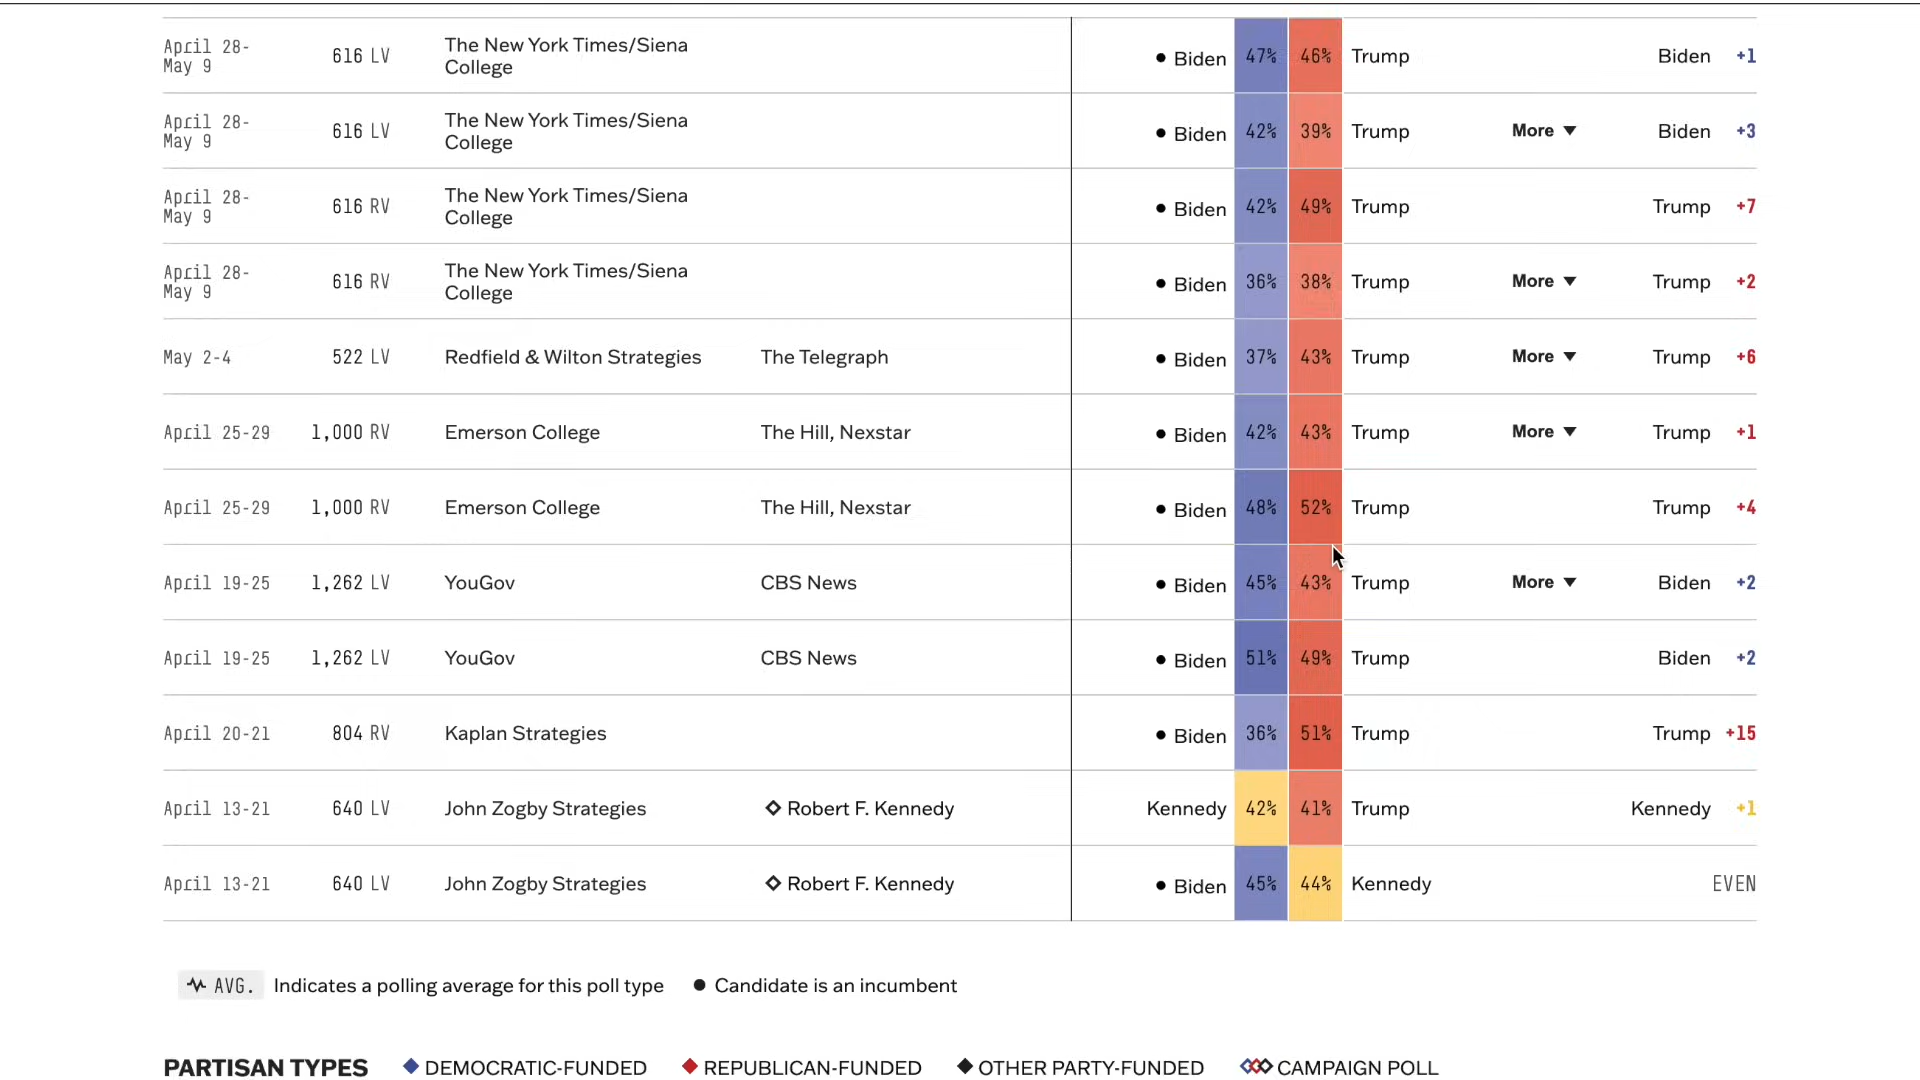 April 28-
May 9 616 LV The New York Times/Siena
College Biden 47% 46% Trump Biden +1
April 28-
May 9 616 LV The New York Times/Siena
College Biden 42% 39% Trump More Biden +3
April 28-
May 9 616 RV The New York Times/Siena
College Biden 42% 49% Trump Trump +7
April 28-
May 9 616 RV The New York Times/Siena
College Biden 36% 38% Trump More Trump +2
May 2-4 522 LV Redfield & Wilton Strategies The Telegraph Biden 37% 43% Trump More Trump +6
April 25-29 1,000 RV Emerson College The Hill, Nexstar Biden 42% 43% Trump More Trump +1
April 25-29 1,000 RV Emerson College The Hill, Nexstar Biden 48% 52% Trump Trump +4
April 19-25 1,262 LV YouGov CBS News Biden 45% 43% Trump More Biden +2
April 19-25 1,262 LV YouGov CBS News Biden 51% 49% Trump Biden +2
April 20-21 804 RV Kaplan Strategies Biden 36% 51% Trump Trump +15
April 13-21 640 LV John Zogby Strategies Robert F. Kennedy Kennedy 42% 41% Trump Kennedy +1
April 13-21 640 LV John Zogby Strategies Robert F. Kennedy Biden 45% 44% Kennedy EVEN
AVG. Indicates a polling average for this poll type Candidate is an incumbent
PARTISAN TYPES DEMOCRATIC-FUNDED REPUBLICAN-FUNDED OTHER PARTY-FUNDED CAMPAIGN POLL